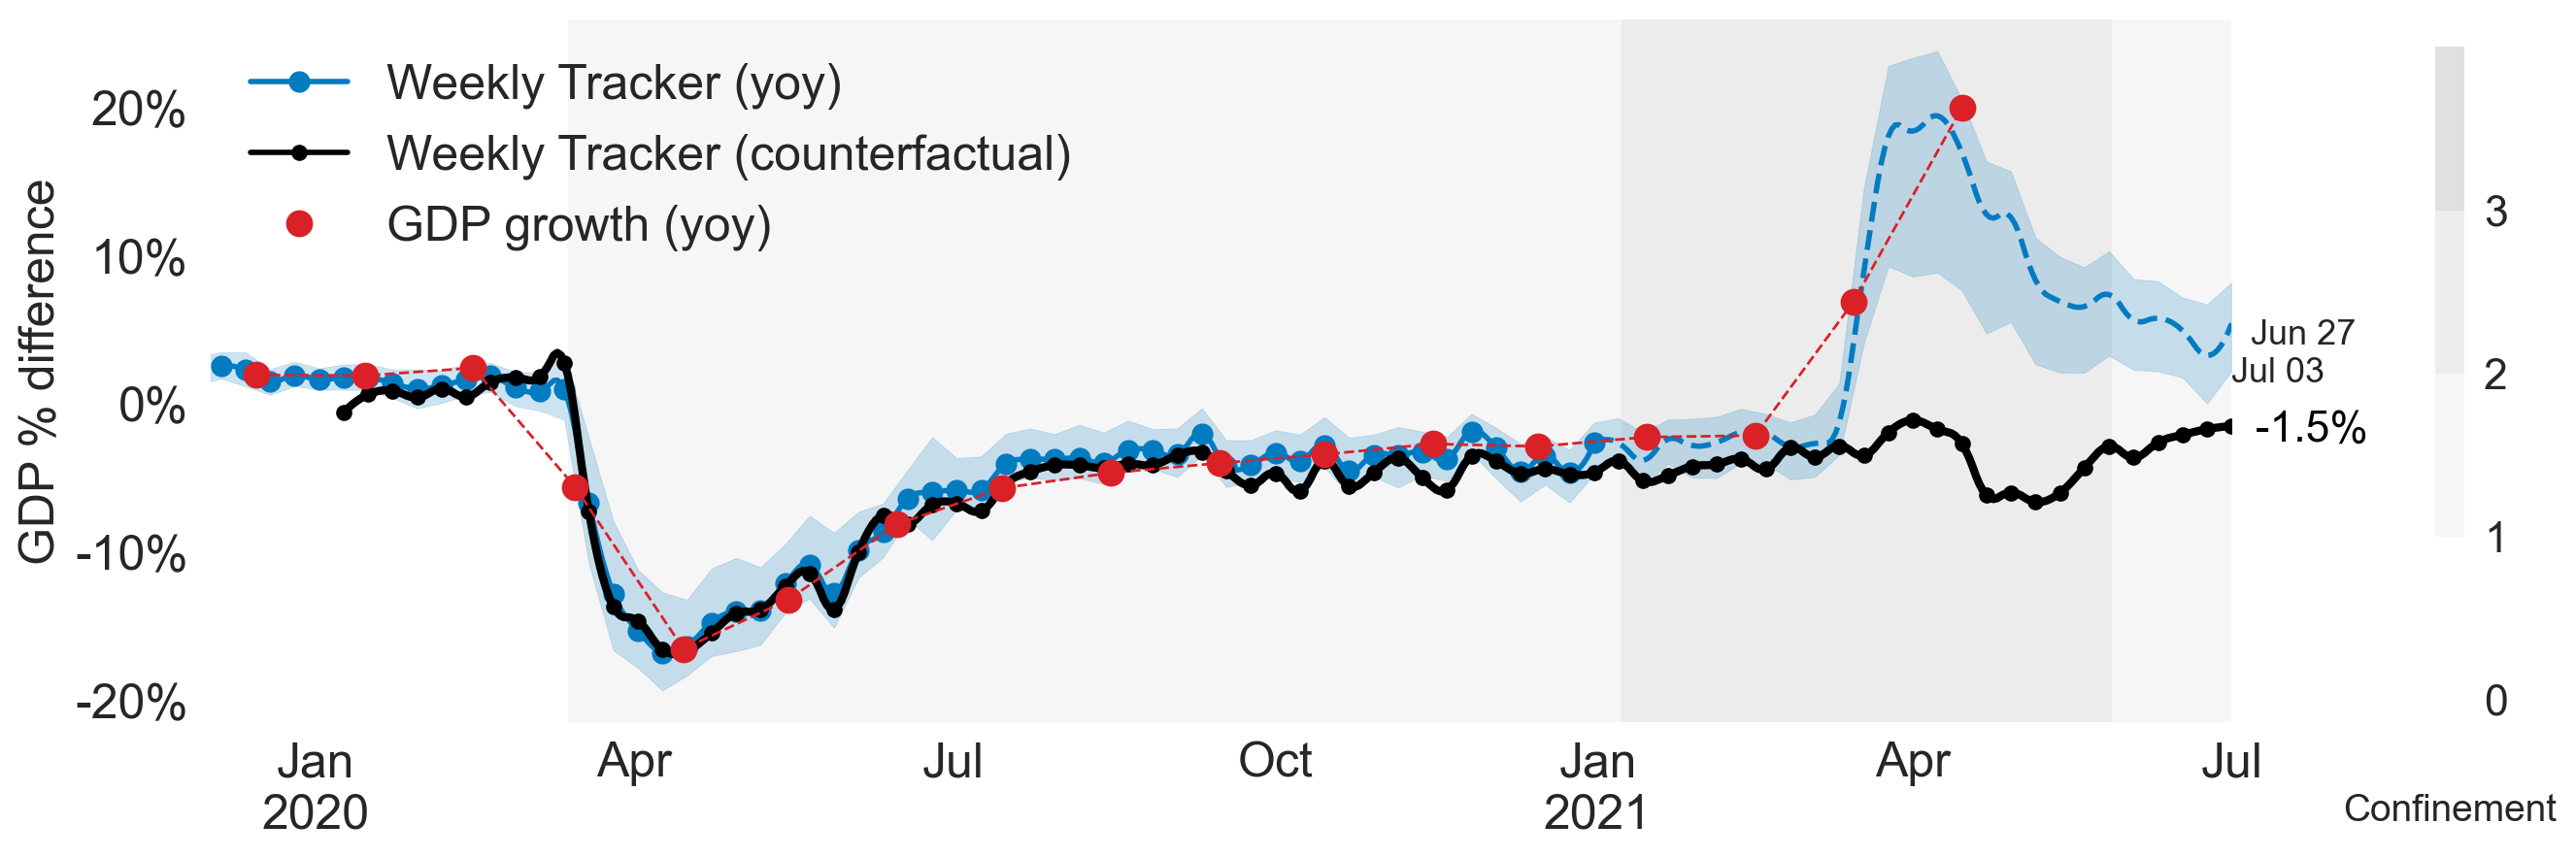 Weekly Tracker (yoy)
Weekly Tracker (counterfactual)
GDP growth (yoy)
GDP % difference
20%
10%
0%
-10%
-20%
Jan
2020
Apr
Jul
Oct
Jan
2021
Apr
Jul
Jun 27
Jul 03
-1.5%
3
2
1
0
Confinement